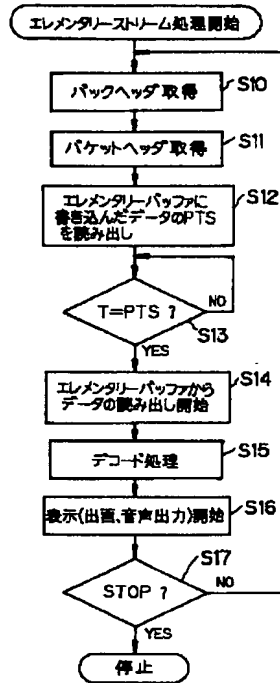 エレメンタリーストリーム処理開始
S10
パックヘッダ取得
S11
パケットヘッダ取得
S12
エレメンタリーバッファに
書き込んだデータのPTS
を読み出し
T=PTS ?
NO
S13
YES
S14
エレメンタリーバッファから
データの読み出し開始
S15
デコード処理
S16
表示(出画、音声出力)開始
S17
STOP ?
NO
YES
停止